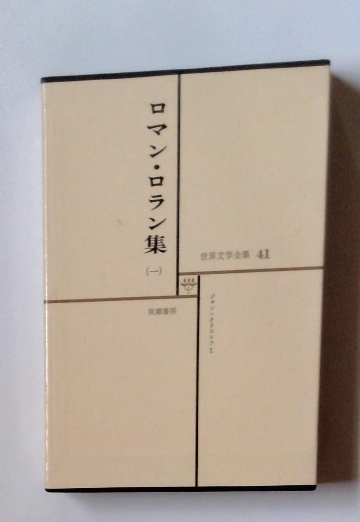 ロマン・ロラン集
(一)
世界文学全集 41
ジャン・クリストフ1
筑摩書房